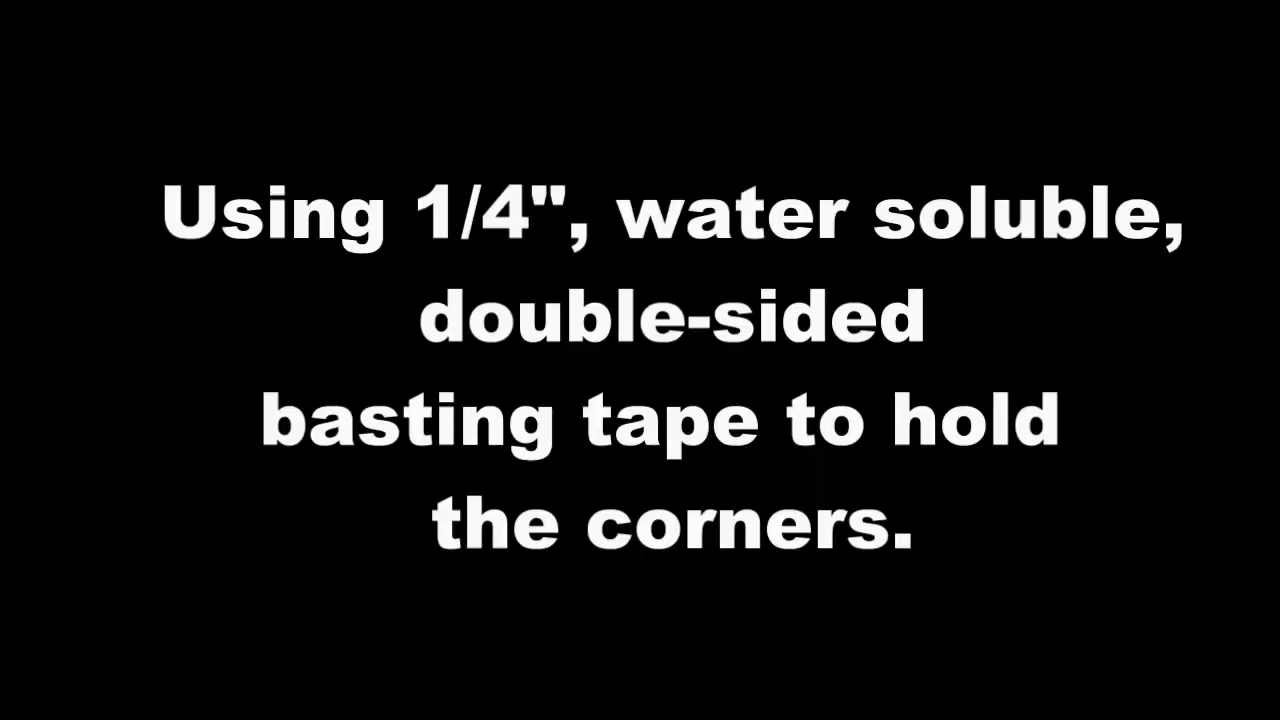 Using 1/4", water soluble,
double-sided
basting tape to hold
the corners.